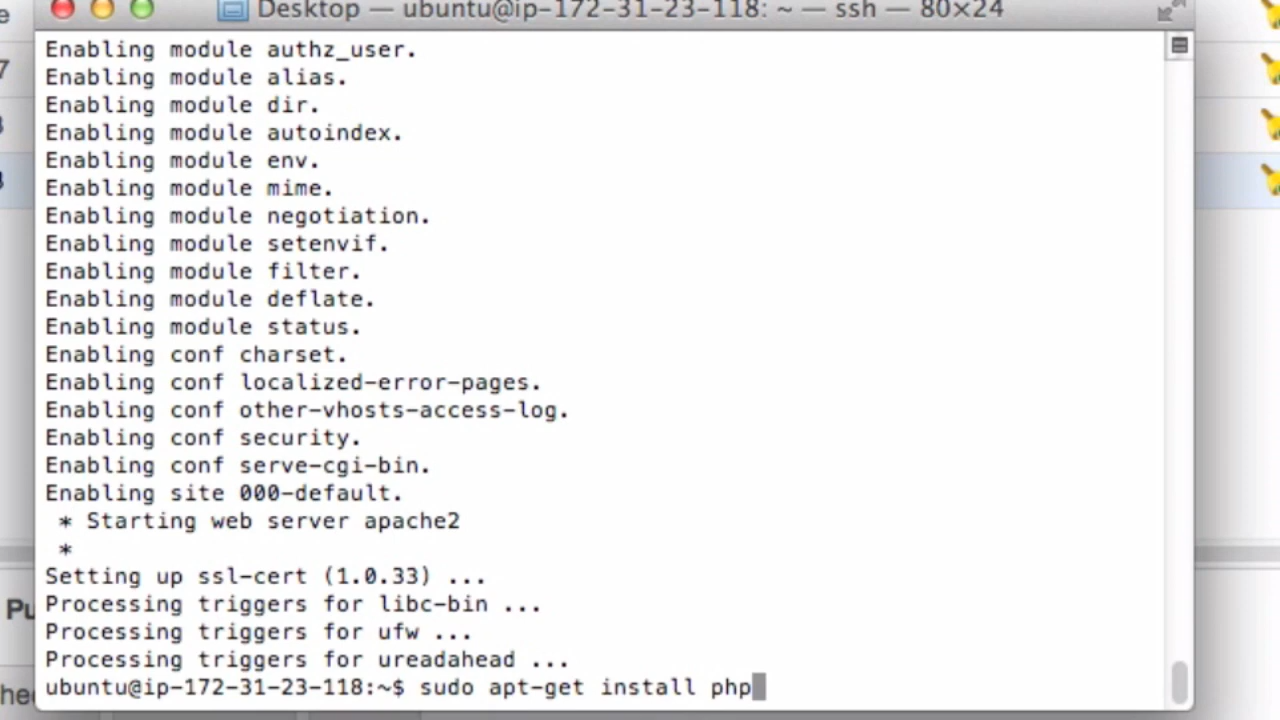 Desktop — ubuntu@ip-172-31-23-118: ~ — ssh — 80×24
Enabling module authz_user.
Enabling module alias.
Enabling module dir.
Enabling module autoindex.
Enabling module env.
Enabling module mime.
Enabling module negotiation.
Enabling module setenvif.
Enabling module filter.
Enabling module deflate.
Enabling module status.
Enabling conf charset.
Enabling conf localized-error-pages.
Enabling conf other-vhosts-access-log.
Enabling conf security.
Enabling conf serve-cgi-bin.
Enabling site 000-default.
 * Starting web server apache2
 *
Setting up ssl-cert (1.0.33) ...
Processing triggers for libc-bin ...
Processing triggers for ufw ...
Processing triggers for ureadahead ...
ubuntu@ip-172-31-23-118:~$ sudo apt-get install php